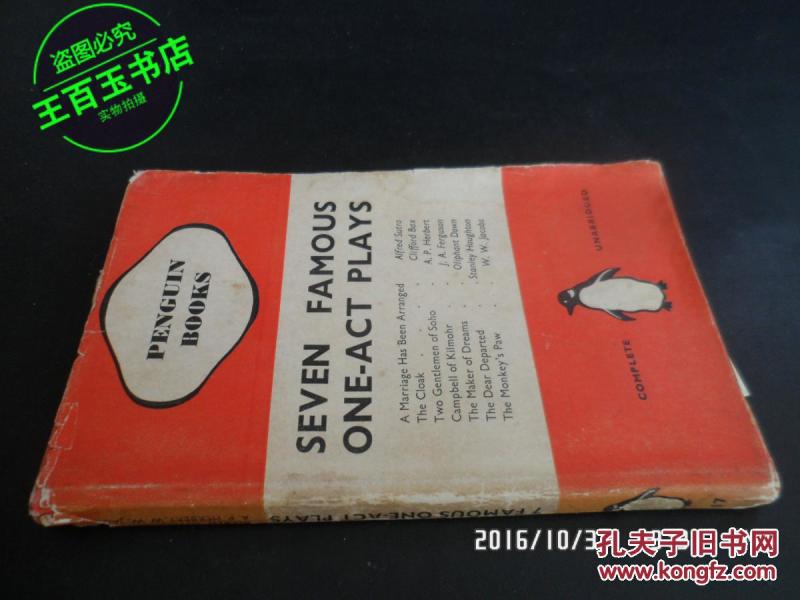 盗图必究
王百玉书店
实物拍摄
PENGUIN
BOOKS
SEVEN FAMOUS
ONE-ACT PLAYS
A Marriage Has Been Arranged Alfred Sutro
The Cloak . . . . Clifford Bax
Two Gentlemen of Soho . A. P. Herbert
Campbell of Kilmohr . . J. A. Ferguson
The Maker of Dreams . Oliphant Down
The Dear Departed . . Stanley Houghton
The Monkey's Paw . . W. W. Jacobs
COMPLETE
UNABRIDGED
7 FAMOUS ONE-ACT PLAYS
2016/10/3
孔夫子旧书网
kongfz.com